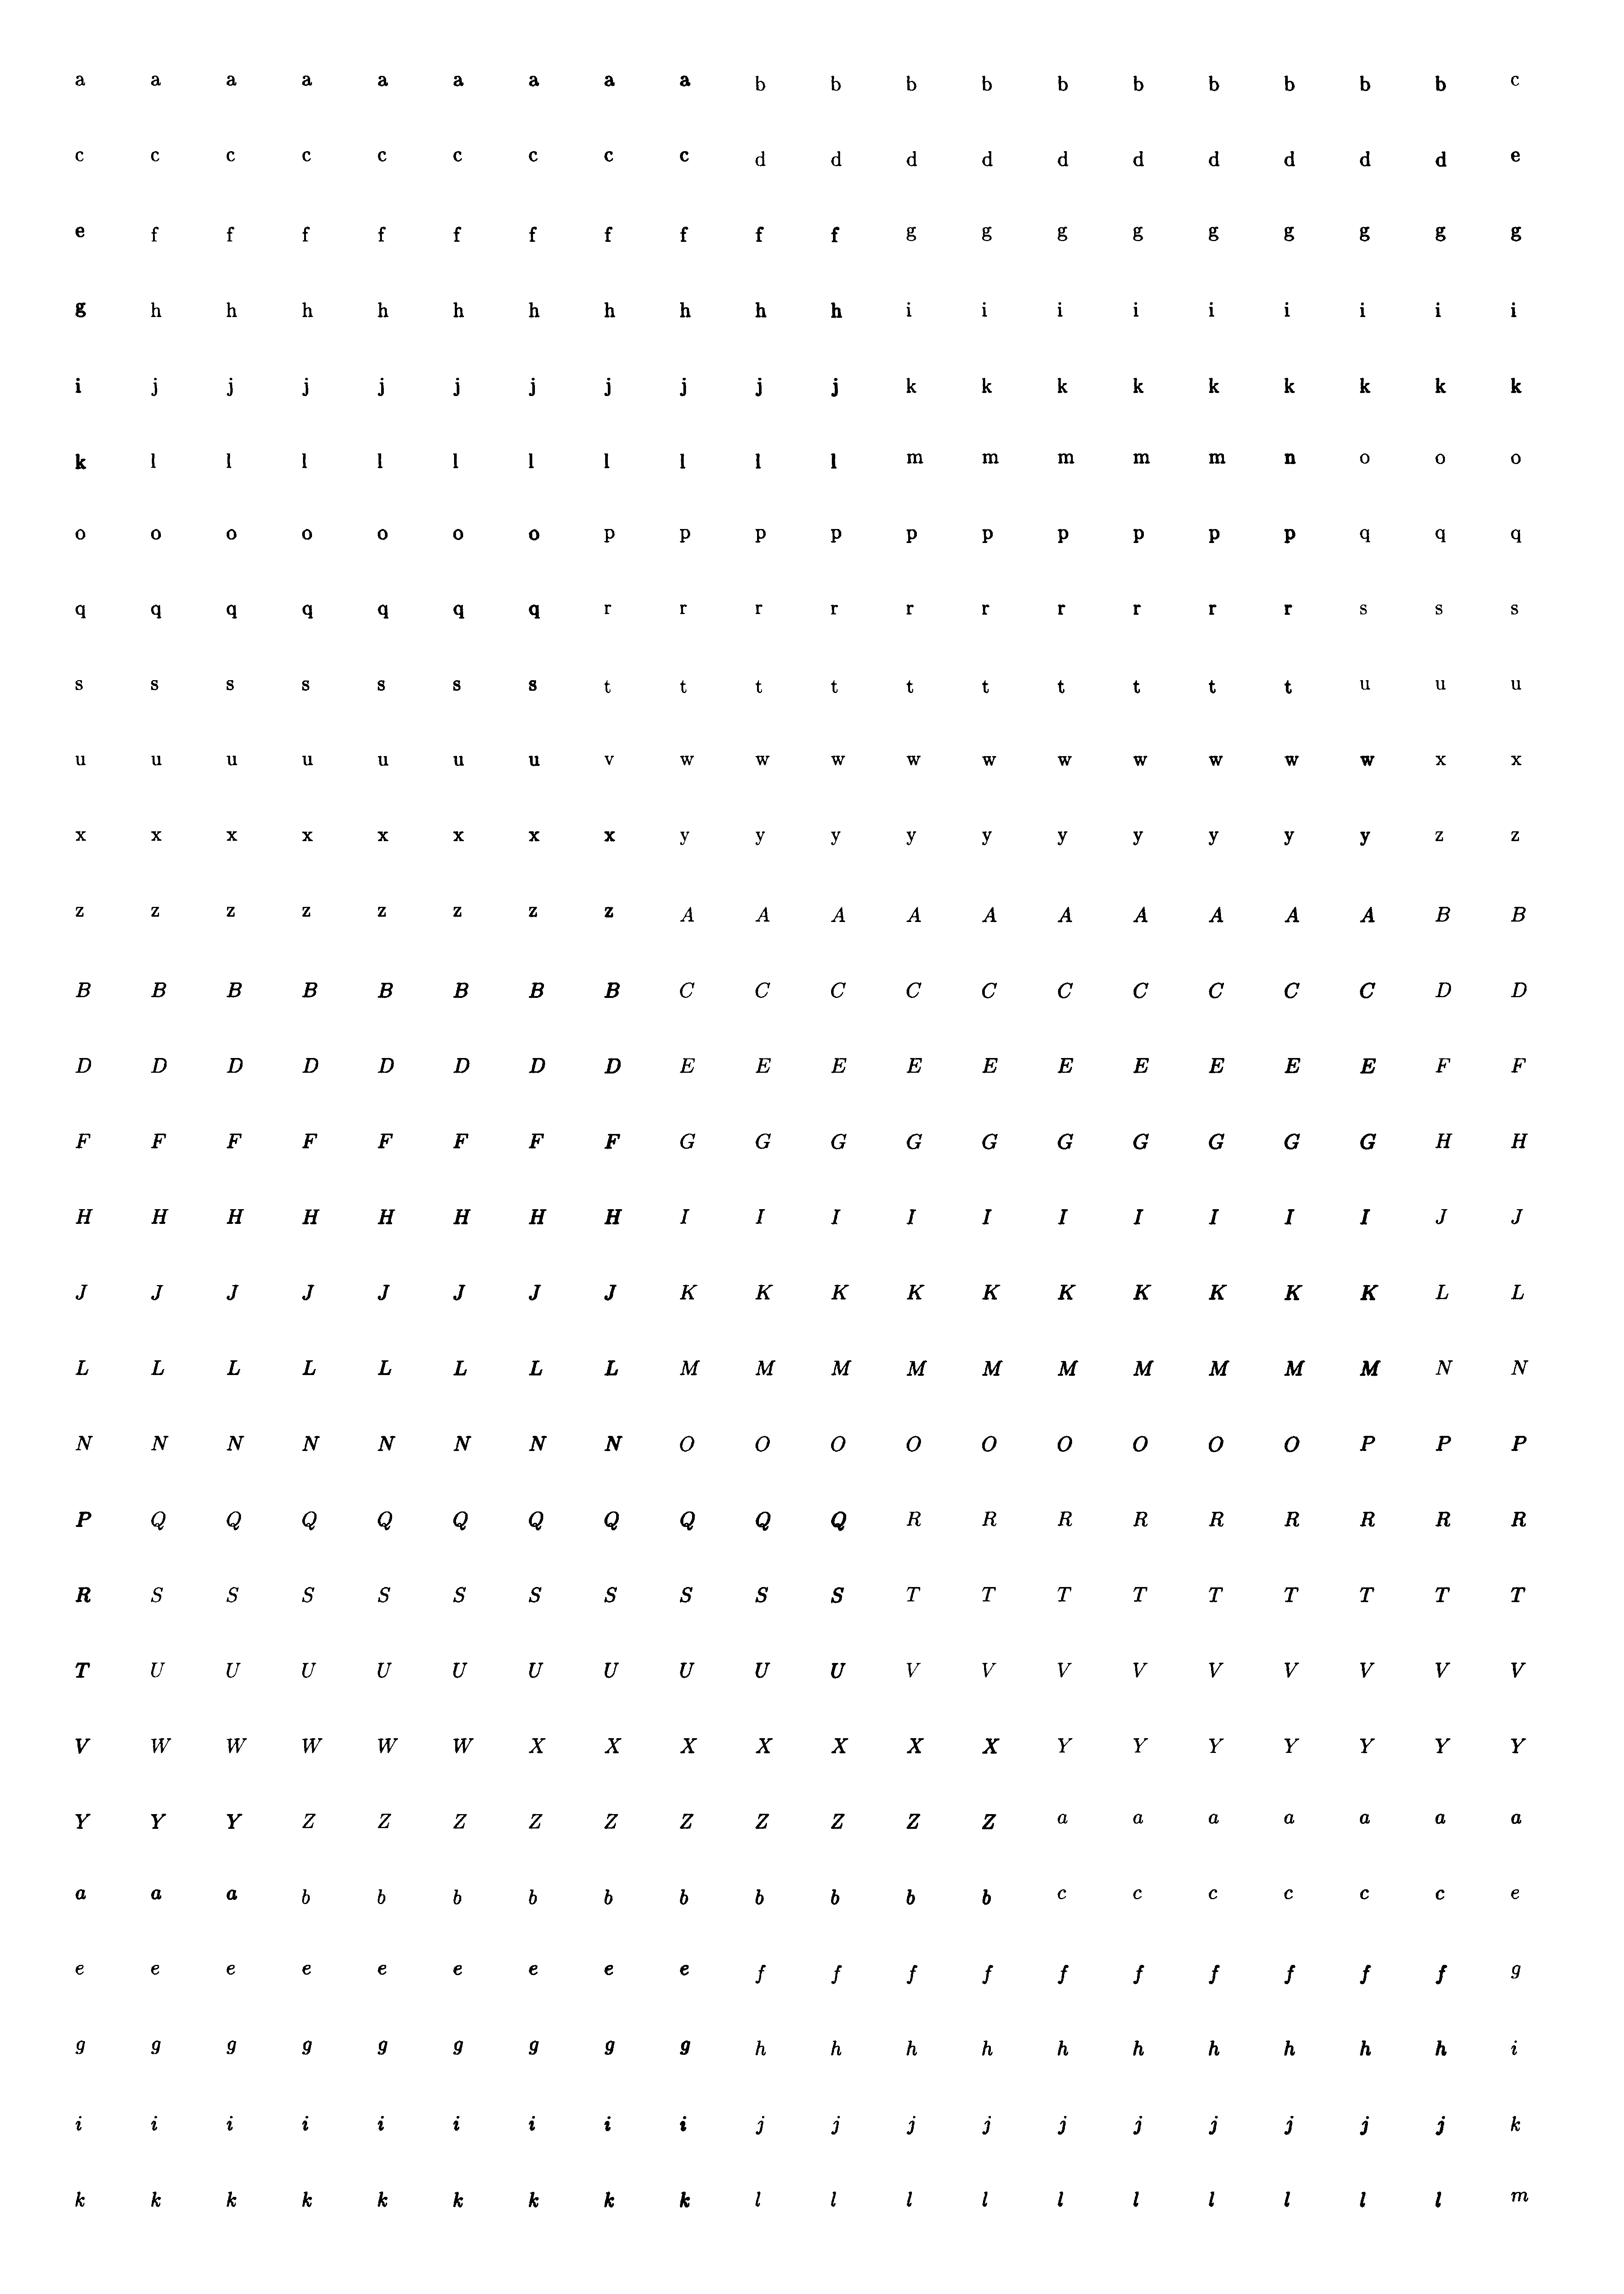 a a a a a a a a a b b b b b b b b b b c
c c c c c c c c c d d d d d d d d d d e
e f f f f f f f f f f g g g g g g g g g
g h h h h h h h h h h i i i i i i i i i
i j j j j j j j j j j k k k k k k k k k
k l l l l l l l l l l m m m m m n o o o
o o o o o o o p p p p p p p p p p q q q
q q q q q q q r r r r r r r r r r s s s
s s s s s s s t t t t t t t t t t u u u
u u u u u u u v w w w w w w w w w w x x
x x x x x x x x y y y y y y y y y y z z
z z z z z z z z A A A A A A A A A A B B
B B B B B B B B C C C C C C C C C C D D
D D D D D D D D E E E E E E E E E E F F
F F F F F F F F G G G G G G G G G G H H
H H H H H H H H I I I I I I I I I I J J
J J J J J J J J K K K K K K K K K K L L
L L L L L L L L M M M M M M M M M M N N
N N N N N N N N O O O O O O O O O P P P
P Q Q Q Q Q Q Q Q Q Q R R R R R R R R R
R S S S S S S S S S S T T T T T T T T T
T U U U U U U U U U U V V V V V V V V V
V W W W W W X X X X X X X Y Y Y Y Y Y Y
Y Y Y Z Z Z Z Z Z Z Z Z Z a a a a a a a
a a a b b b b b b b b b b c c c c c c e
e e e e e e e e e f f f f f f f f f f g
g g g g g g g g g h h h h h h h h h h i
i i i i i i i i i j j j j j j j j j j k
k k k k k k k k k l l l l l l l l l l m